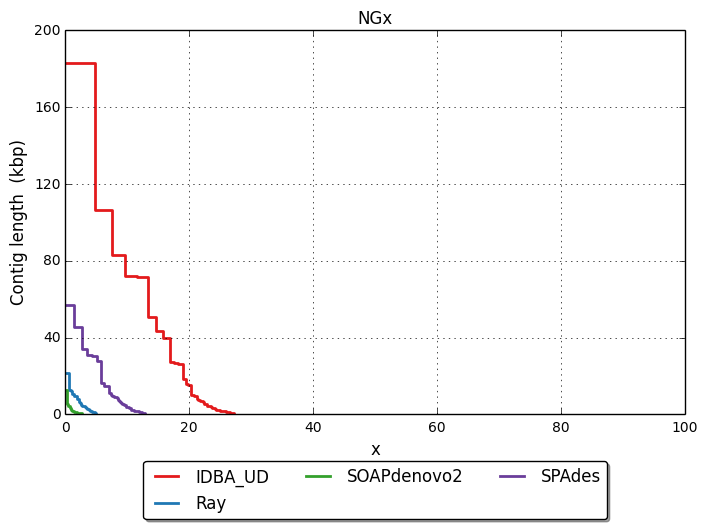 NGx
200
160
120
80
40
0
Contig length (kbp)
0 20 40 60 80 100
x
IDBA_UD SOAPdenovo2 SPAdes
Ray